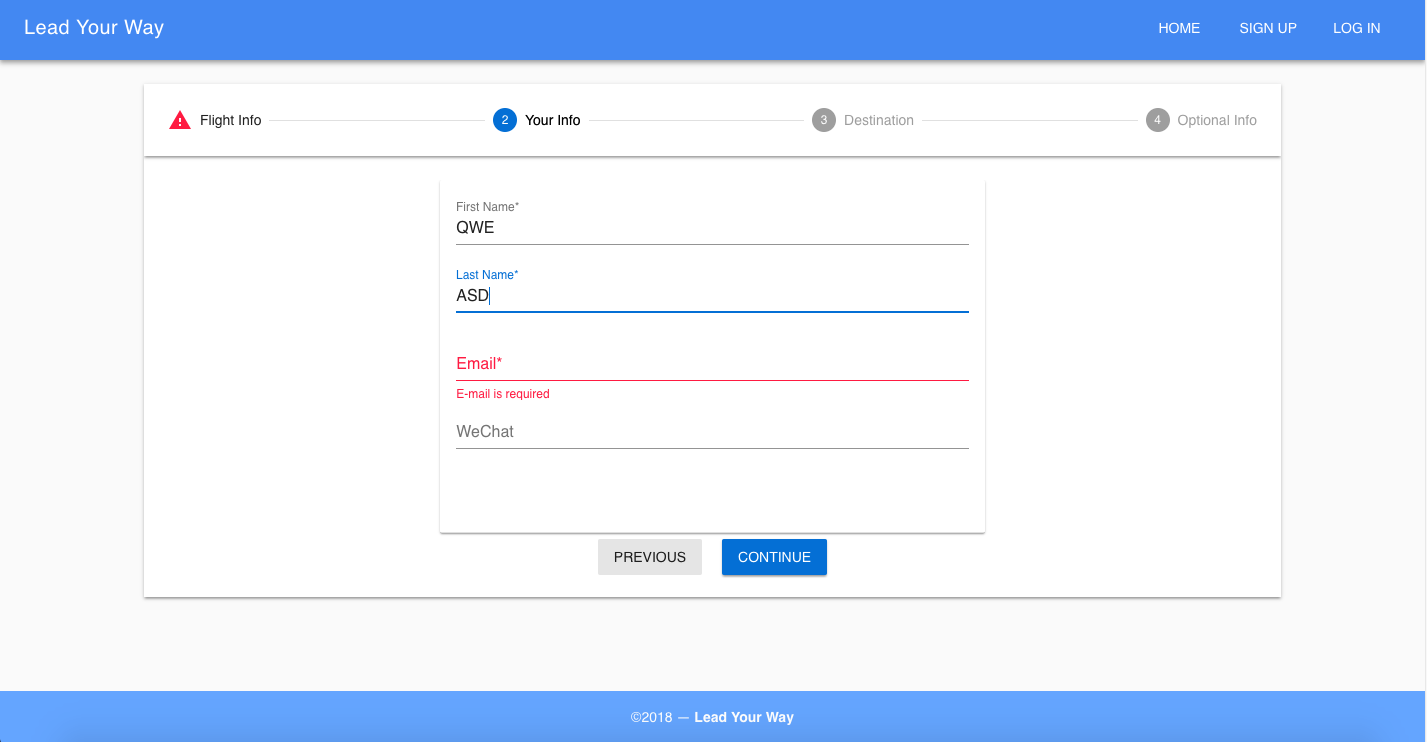 Lead Your Way HOME SIGN UP LOG IN
Flight Info 2 Your Info 3 Destination 4 Optional Info
First Name*
QWE
Last Name*
ASD
Email*
E-mail is required
WeChat
PREVIOUS CONTINUE
©2018 — Lead Your Way